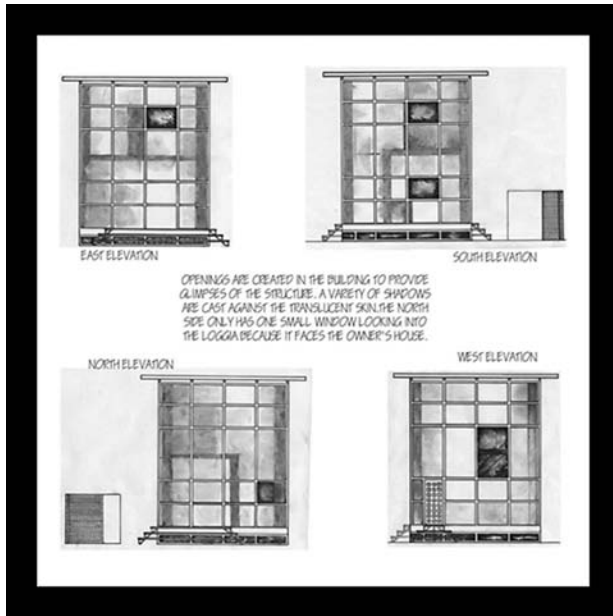 EAST ELEVATION
SOUTH ELEVATION
OPENINGS ARE CREATED IN THE BUILDING TO PROVIDE
GLIMPSES OF THE STRUCTURE. A VARIETY OF SHADOWS
ARE CAST AGAINST THE TRANSLUCENT SKIN.THE NORTH
SIDE ONLY HAS ONE SMALL WINDOW LOOKING INTO
THE LOGGIA BECAUSE IT FACES THE OWNER'S HOUSE.
NORTH ELEVATION
WEST ELEVATION